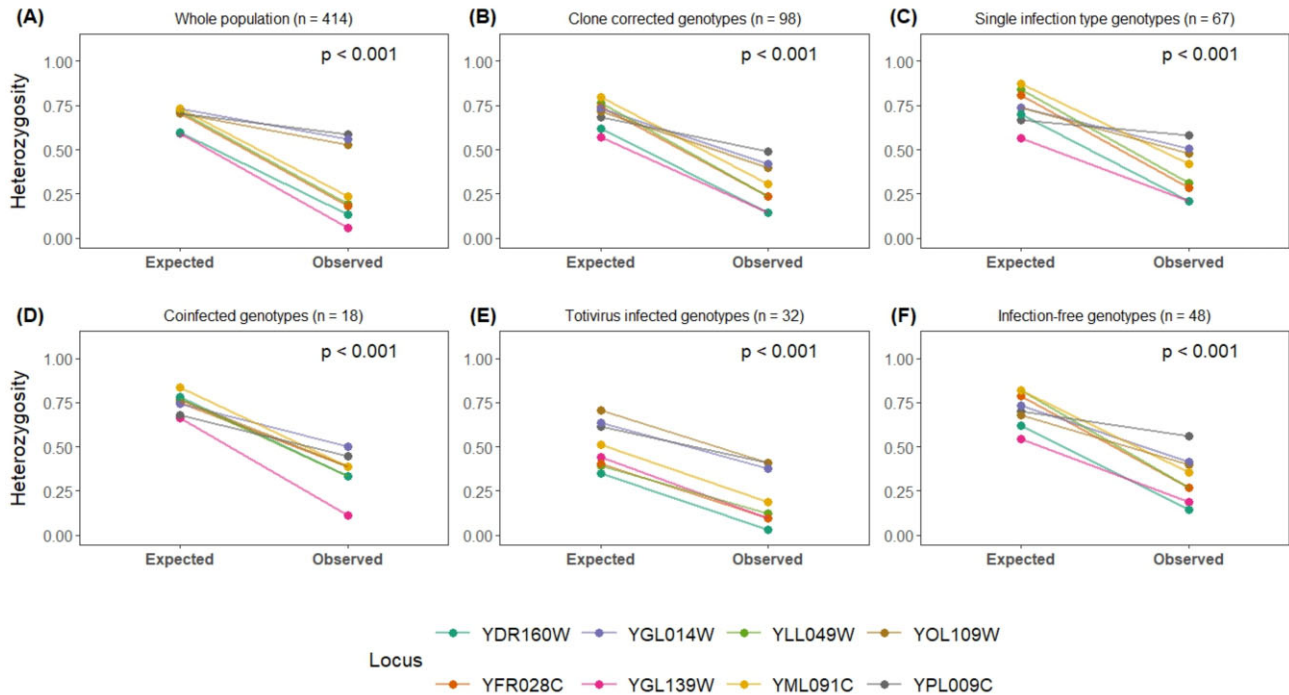 (A) Whole population (n = 414)
(B) Clone corrected genotypes (n = 98)
(C) Single infection type genotypes (n = 67)
Heterozygosity
1.00
0.75
0.50
0.25
0.00
p < 0.001
Expected Observed
1.00
0.75
0.50
0.25
0.00
p < 0.001
Expected Observed
1.00
0.75
0.50
0.25
0.00
p < 0.001
Expected Observed
(D) Coinfected genotypes (n = 18)
(E) Totivirus infected genotypes (n = 32)
(F) Infection-free genotypes (n = 48)
Heterozygosity
1.00
0.75
0.50
0.25
0.00
p < 0.001
Expected Observed
1.00
0.75
0.50
0.25
0.00
p < 0.001
Expected Observed
1.00
0.75
0.50
0.25
0.00
p < 0.001
Expected Observed
Locus
YDR160W YGL014W YLL049W YOL109W
YFR028C YGL139W YML091C YPL009C